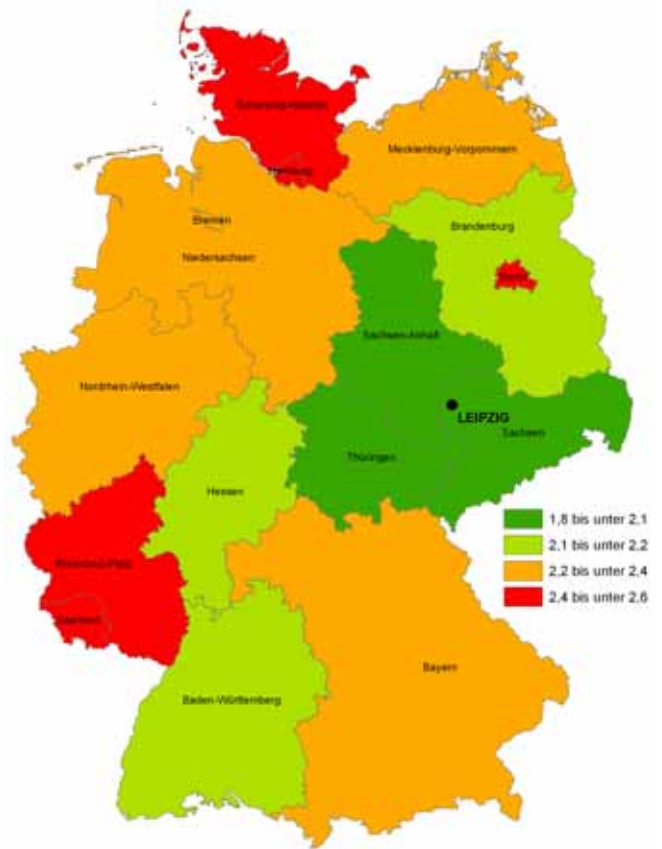 Schleswig-Holstein
Mecklenburg-Vorpommern
Hamburg
Bremen
Brandenburg
Niedersachsen
Berlin
Sachsen-Anhalt
Nordrhein-Westfalen
LEIPZIG
Sachsen
Thüringen
Hessen
1,8 bis unter 2,1
2,1 bis unter 2,2
Rheinland-Pfalz
2,2 bis unter 2,4
2,4 bis unter 2,6
Saarland
Bayern
Baden-Württemberg